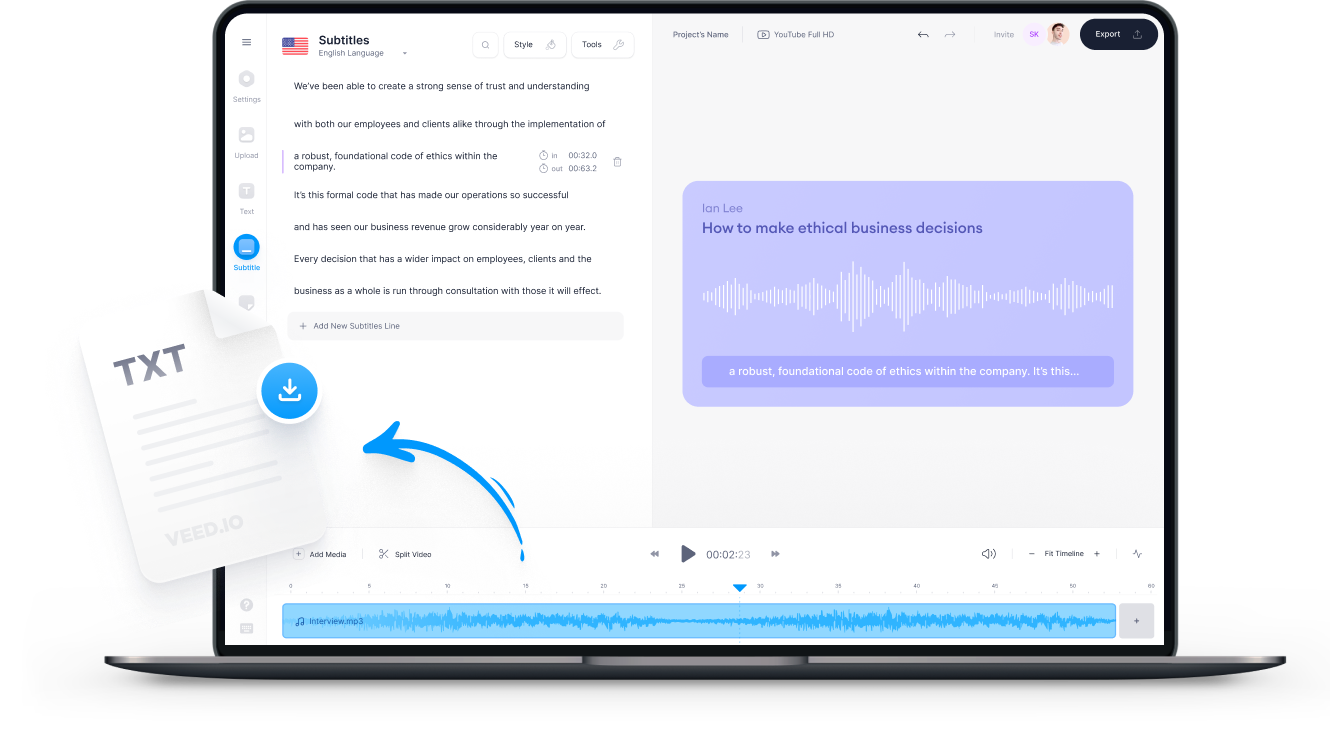 Subtitles
English Language
Style
Tools
Project's Name
YouTube Full HD
Invite
SK
Export
Settings
Upload
Text
Subtitle
We've been able to create a strong sense of trust and understanding
with both our employees and clients alike through the implementation of
a robust, foundational code of ethics within the
company.
in 00:32.0
out 00:63.2
It's this formal code that has made our operations so successful
and has seen our business revenue grow considerably year on year.
Every decision that has a wider impact on employees, clients and the
business as a whole is run through consultation with those it will effect.
+ Add New Subtitles Line
Ian Lee
How to make ethical business decisions
a robust, foundational code of ethics within the company. It's this...
TXT
VEED.IO
+ Add Media
Split Video
00:02:23
− Fit Timeline +
0 5 10 15 20 25 30 35 40 45 50 60
Interview.mp3
+
?